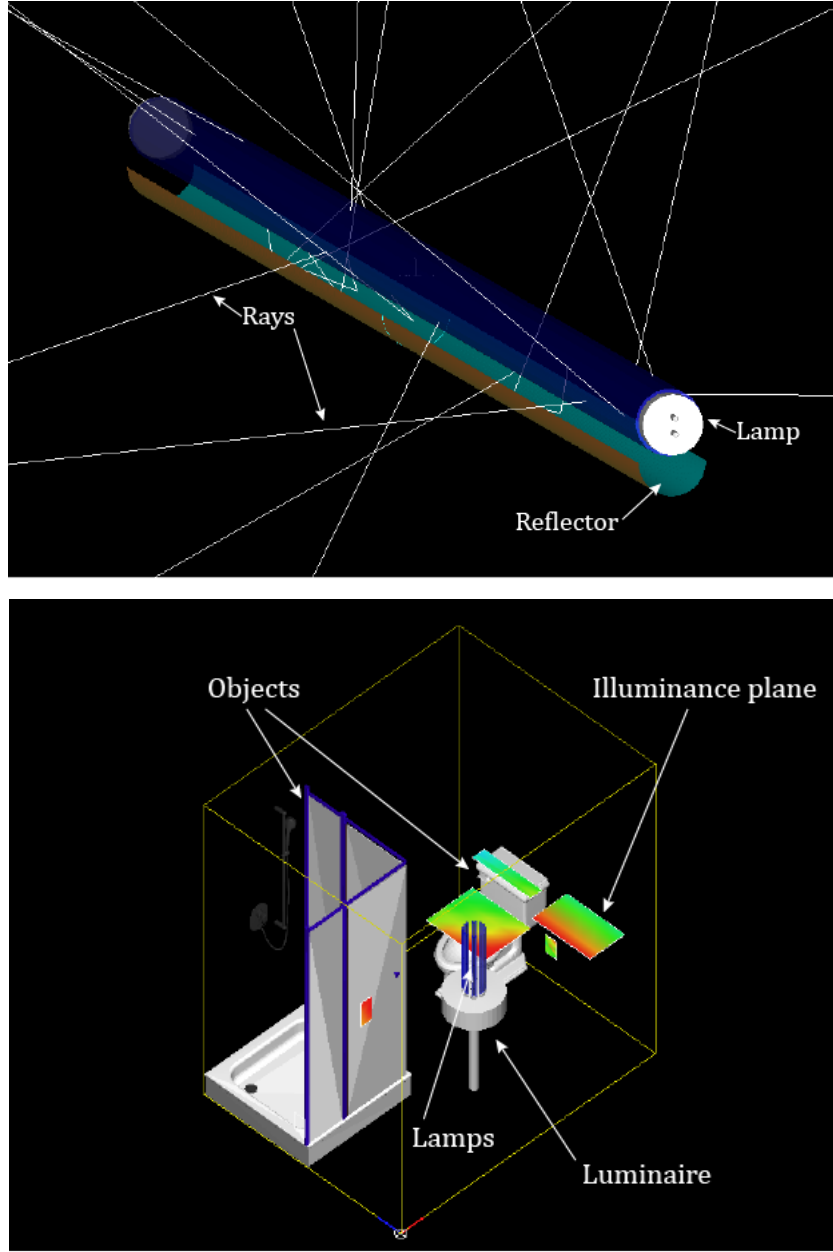 Rays
Lamp
Reflector
Objects
Illuminance plane
Lamps
Luminaire